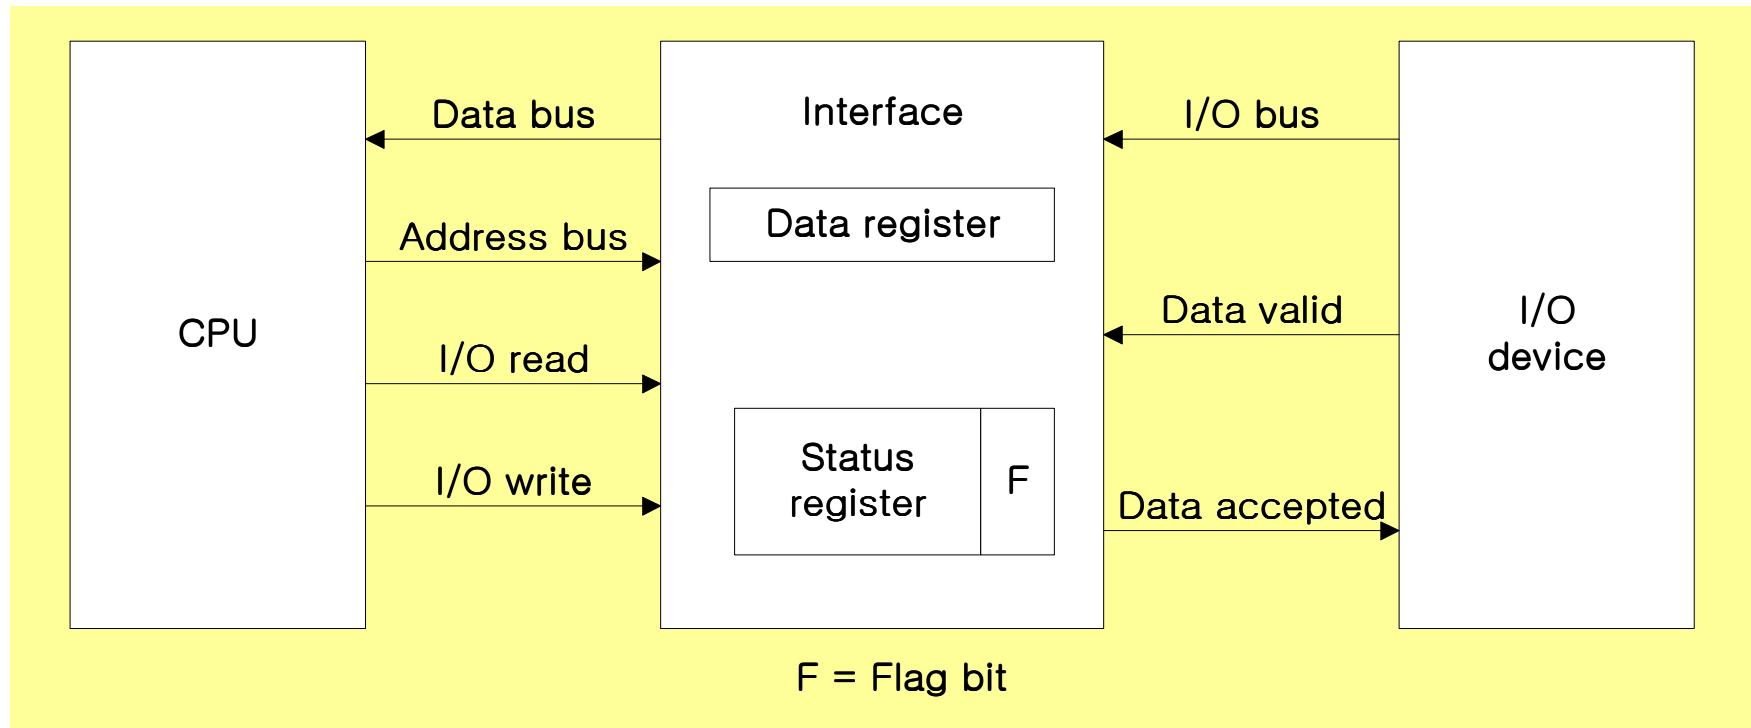 CPU
Data bus
Address bus
I/O read
I/O write
Interface
Data register
Status
register
F
I/O bus
Data valid
Data accepted
I/O
device
F = Flag bit